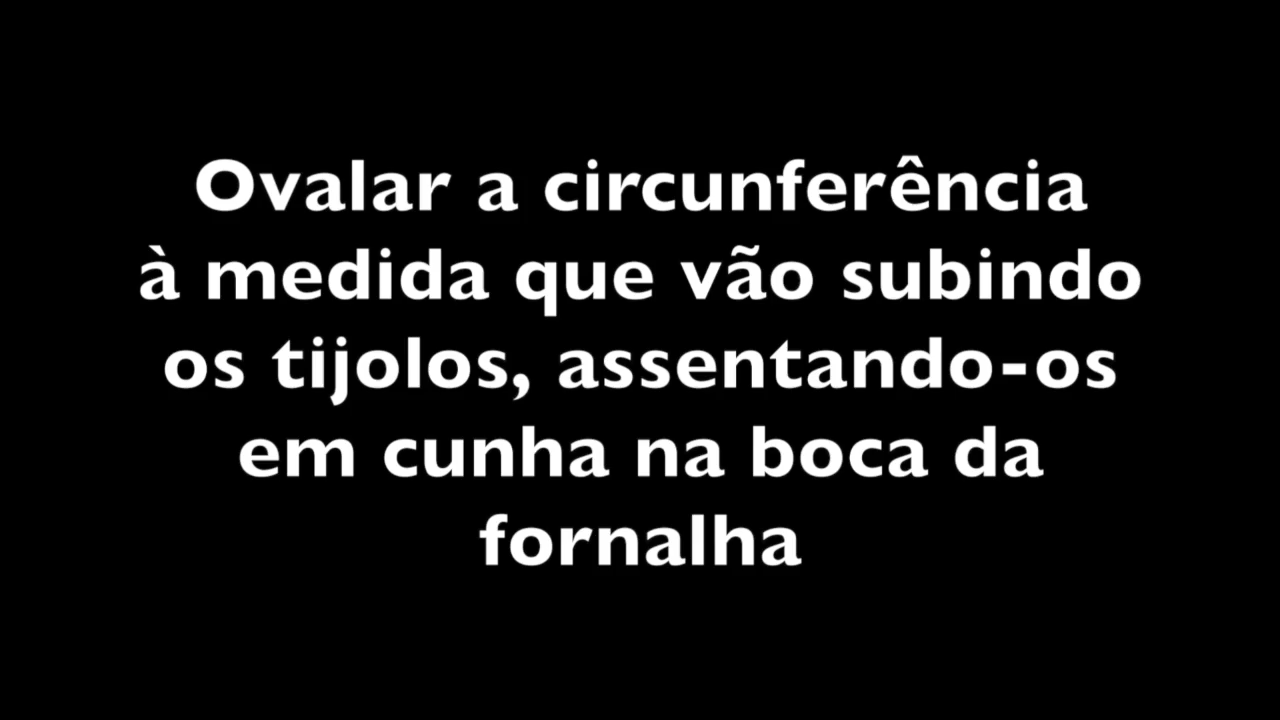 Ovalar a circunferência
à medida que vão subindo
os tijolos, assentando-os
em cunha na boca da
fornalha